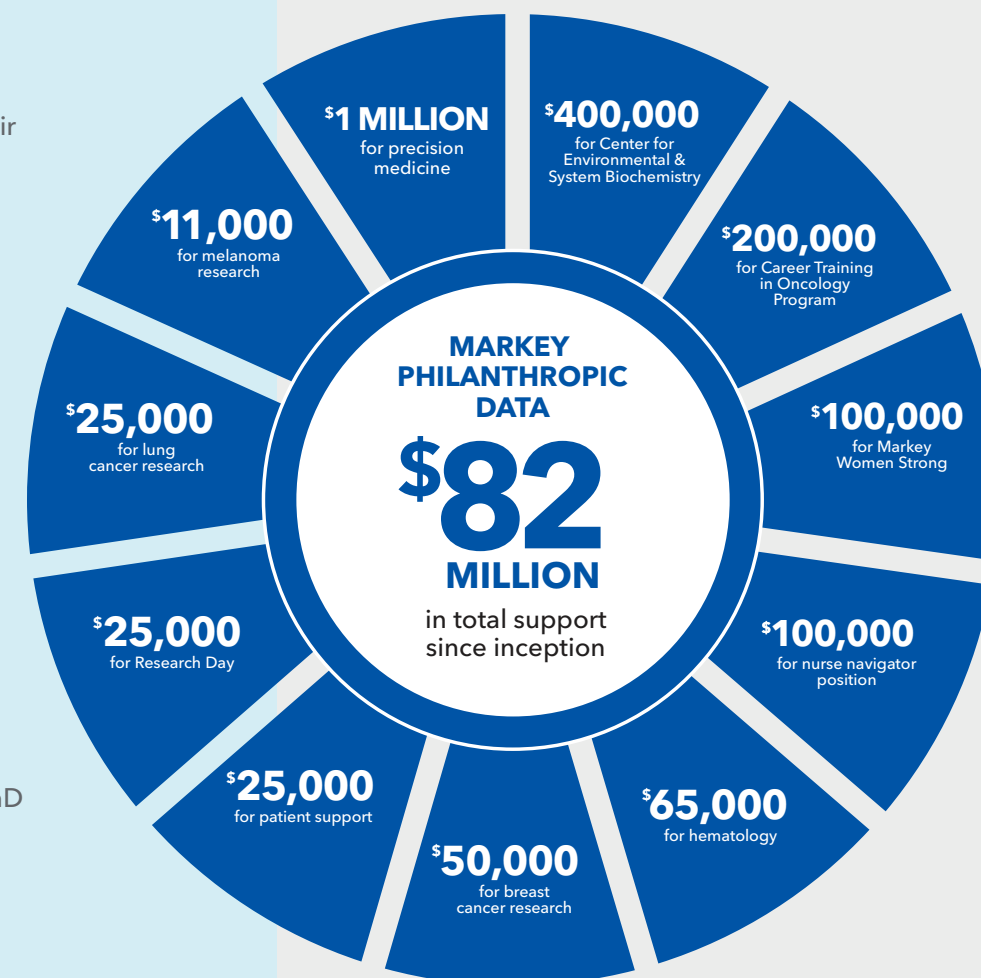 ir
$1 MILLION
for precision
medicine
$400,000
for Center for
Environmental &
System Biochemistry
$200,000
for Career Training
in Oncology
Program
$100,000
for Markey
Women Strong
$100,000
for nurse navigator
position
$65,000
for hematology
$50,000
for breast
cancer research
$25,000
for patient support
$25,000
for Research Day
$25,000
for lung
cancer research
$11,000
for melanoma
research
MARKEY
PHILANTHROPIC
DATA
$82
MILLION
in total support
since inception